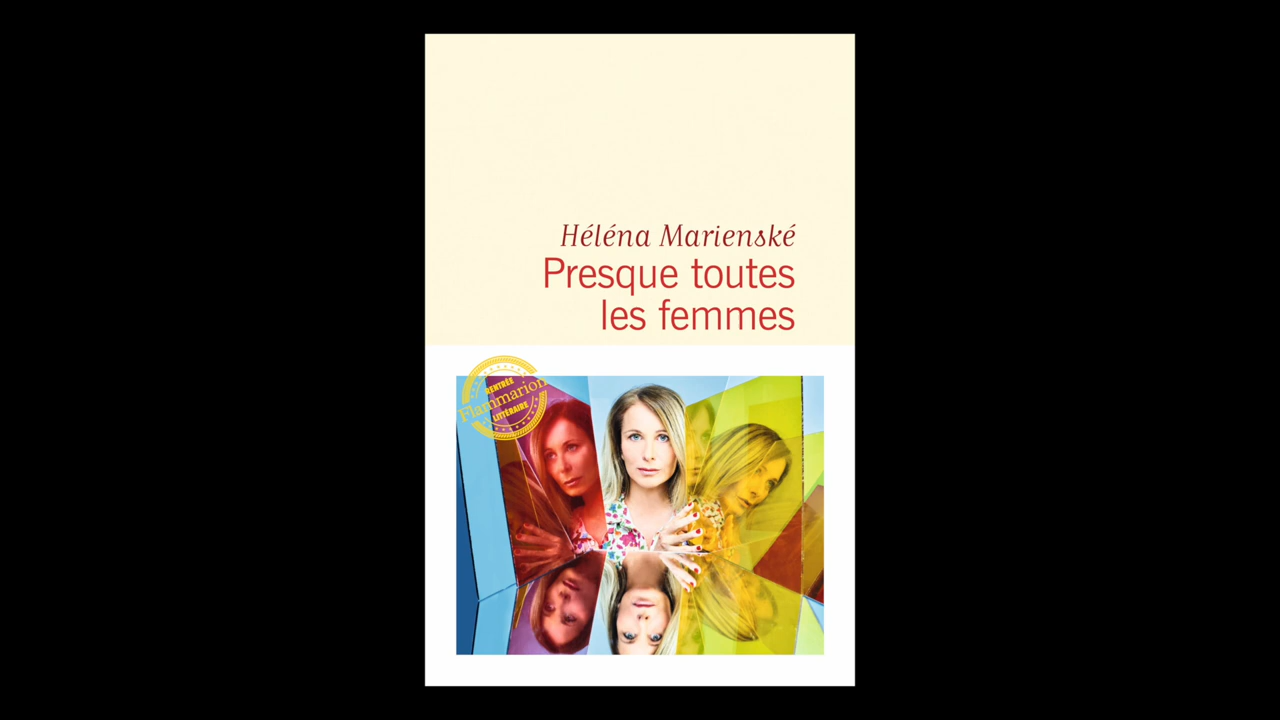 Héléna Marienské
Presque toutes
les femmes
RENTRÉE
Flammarion
LITTÉRAIRE